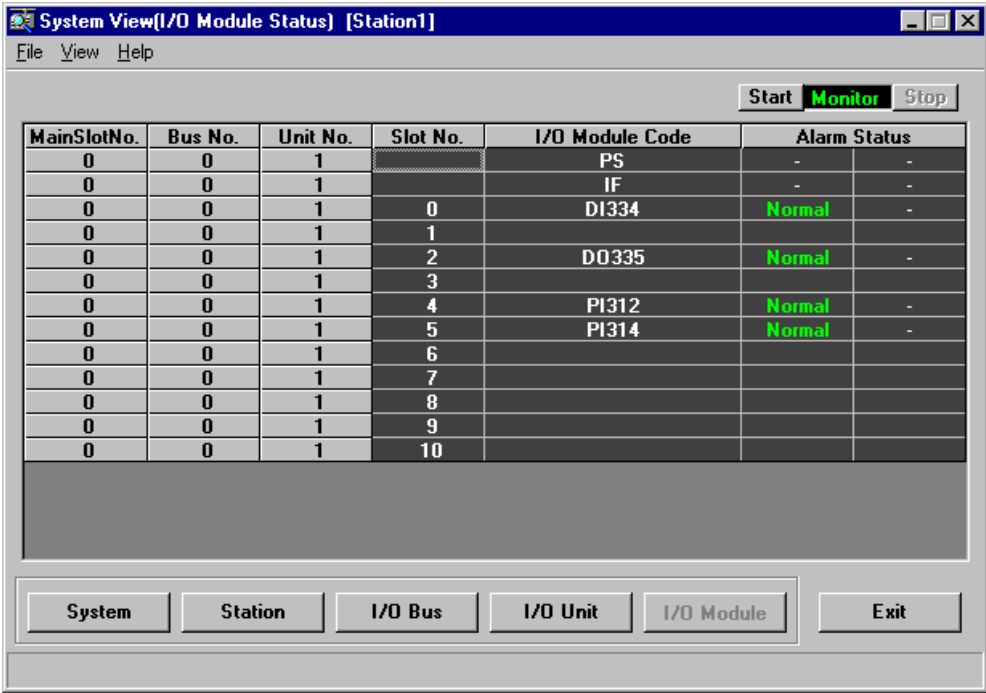 System View(I/O Module Status) [Station1]
File View Help
Start Monitor Stop
MainSlotNo. Bus No. Unit No. Slot No. I/O Module Code Alarm Status
0 0 1 PS - -
0 0 1 IF - -
0 0 1 0 DI334 Normal -
0 0 1 1
0 0 1 2 DO335 Normal -
0 0 1 3
0 0 1 4 PI312 Normal -
0 0 1 5 PI314 Normal -
0 0 1 6
0 0 1 7
0 0 1 8
0 0 1 9
0 0 1 10
System Station I/O Bus I/O Unit I/O Module Exit